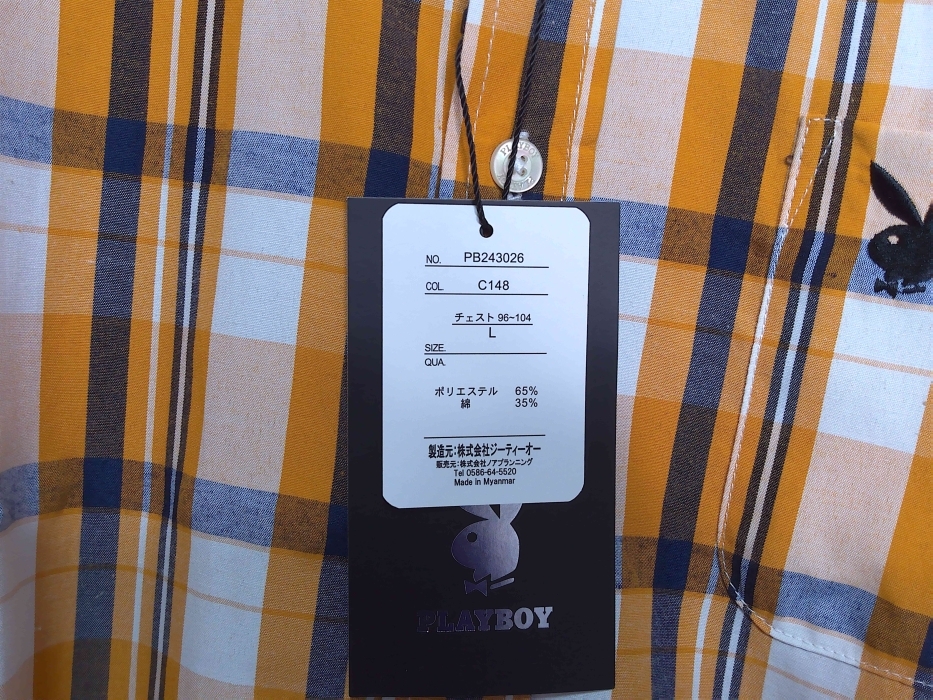 PLAYBOY
NO. PB243026
COL. C148
チェスト 96~104
L
SIZE.
QUA.
ポリエステル 65%
綿 35%
製造元:株式会社ジーティーオー
販売元:株式会社ノアプランニング
Tel 0586-64-5520
Made in Myanmar
PLAYBOY